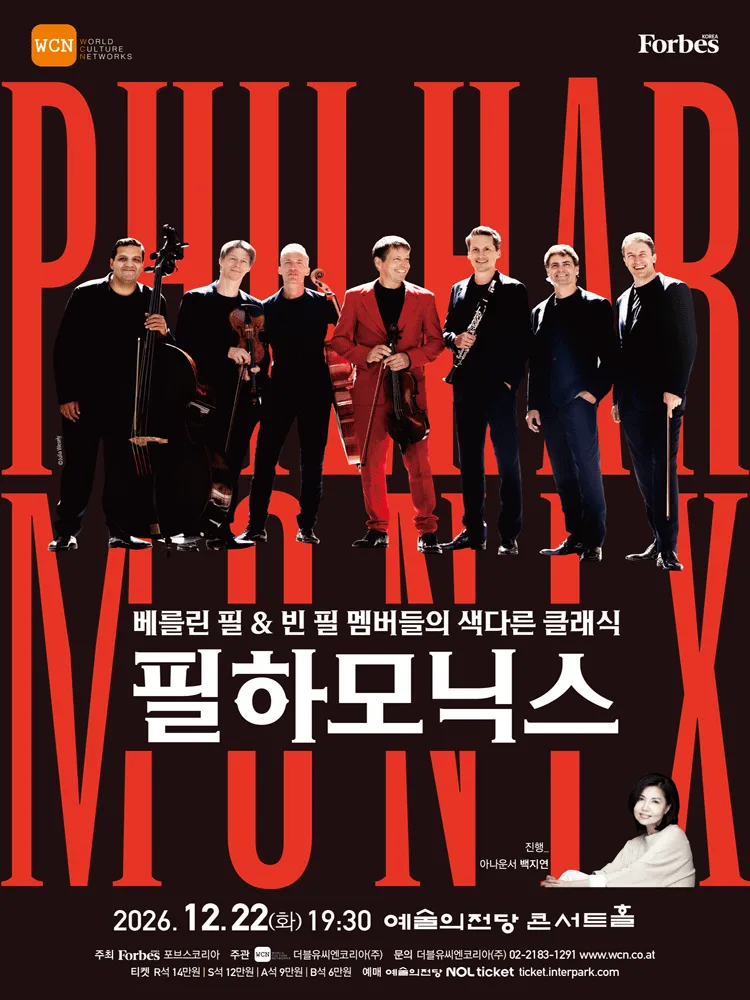 WCN WORLD CULTURE NETWORKS
Forbes KOREA
PHILHAR
MONIX
©Julia Wesely
베를린 필 & 빈 필 멤버들의 색다른 클래식
필하모닉스
진행_
아나운서 백지연
2026. 12.22(화) 19:30 예술의전당 콘서트홀
주최 Forbes 포브스코리아 주관 WCN WORLD CULTURE NETWORKS 더블유씨엔코리아(주) 문의 더블유씨엔코리아(주) 02-2183-1291 www.wcn.co.at
티켓 R석 14만원 | S석 12만원 | A석 9만원 | B석 6만원 예매 예술의전당 NOL ticket ticket.interpark.com